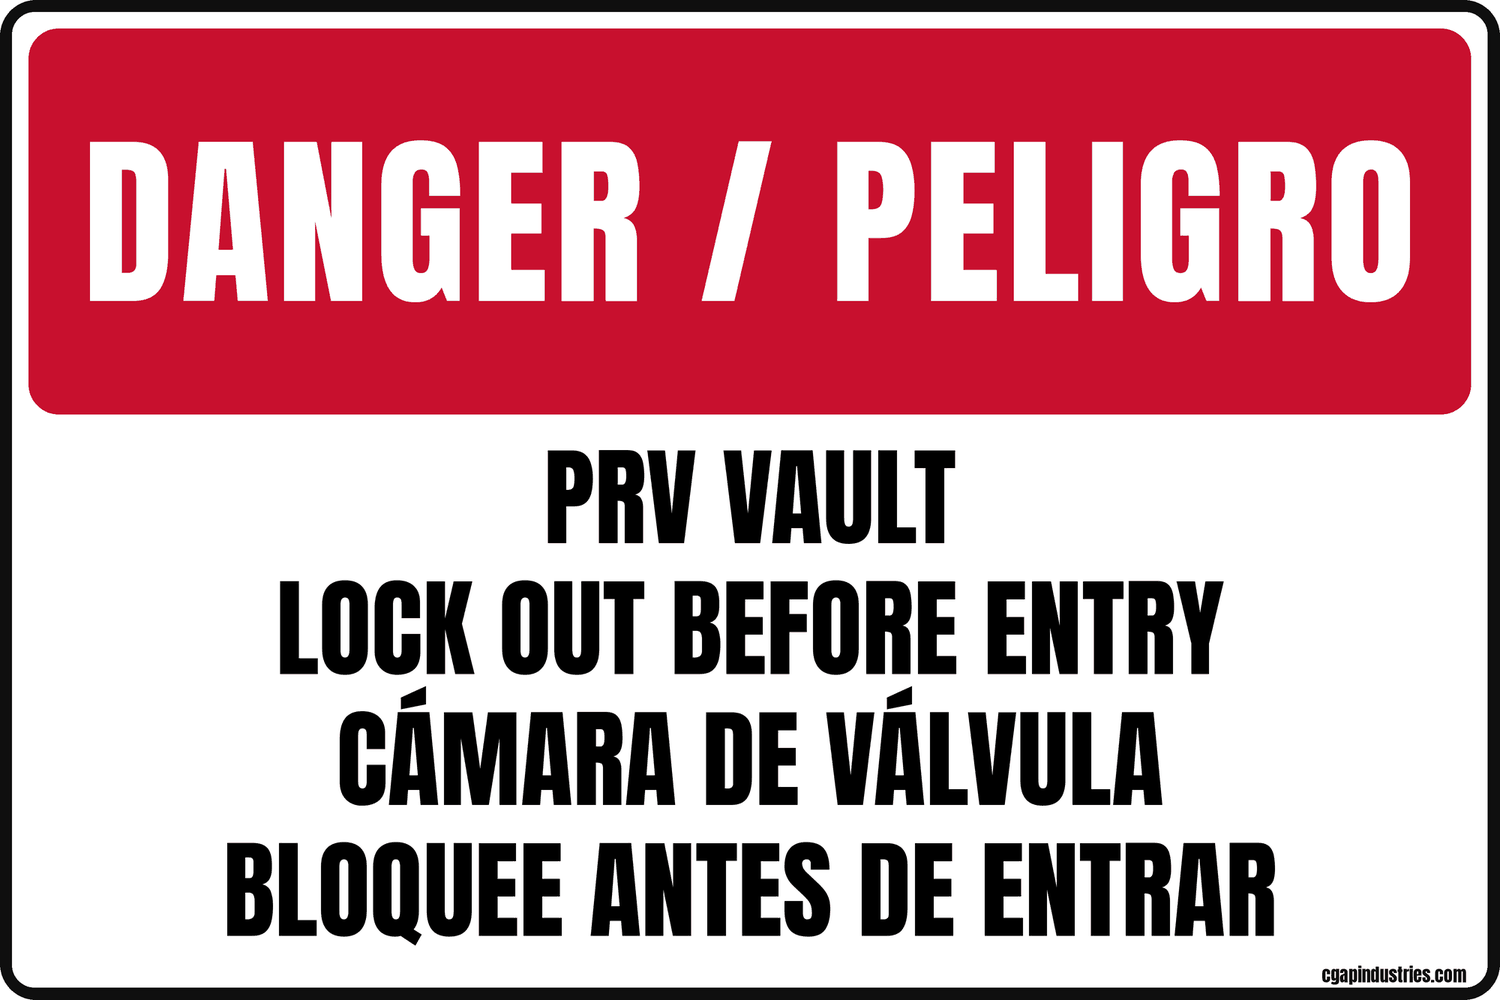 DANGER / PELIGRO
PRV VAULT
LOCK OUT BEFORE ENTRY
CÁMARA DE VÁLVULA
BLOQUEE ANTES DE ENTRAR
cgapindustries.com